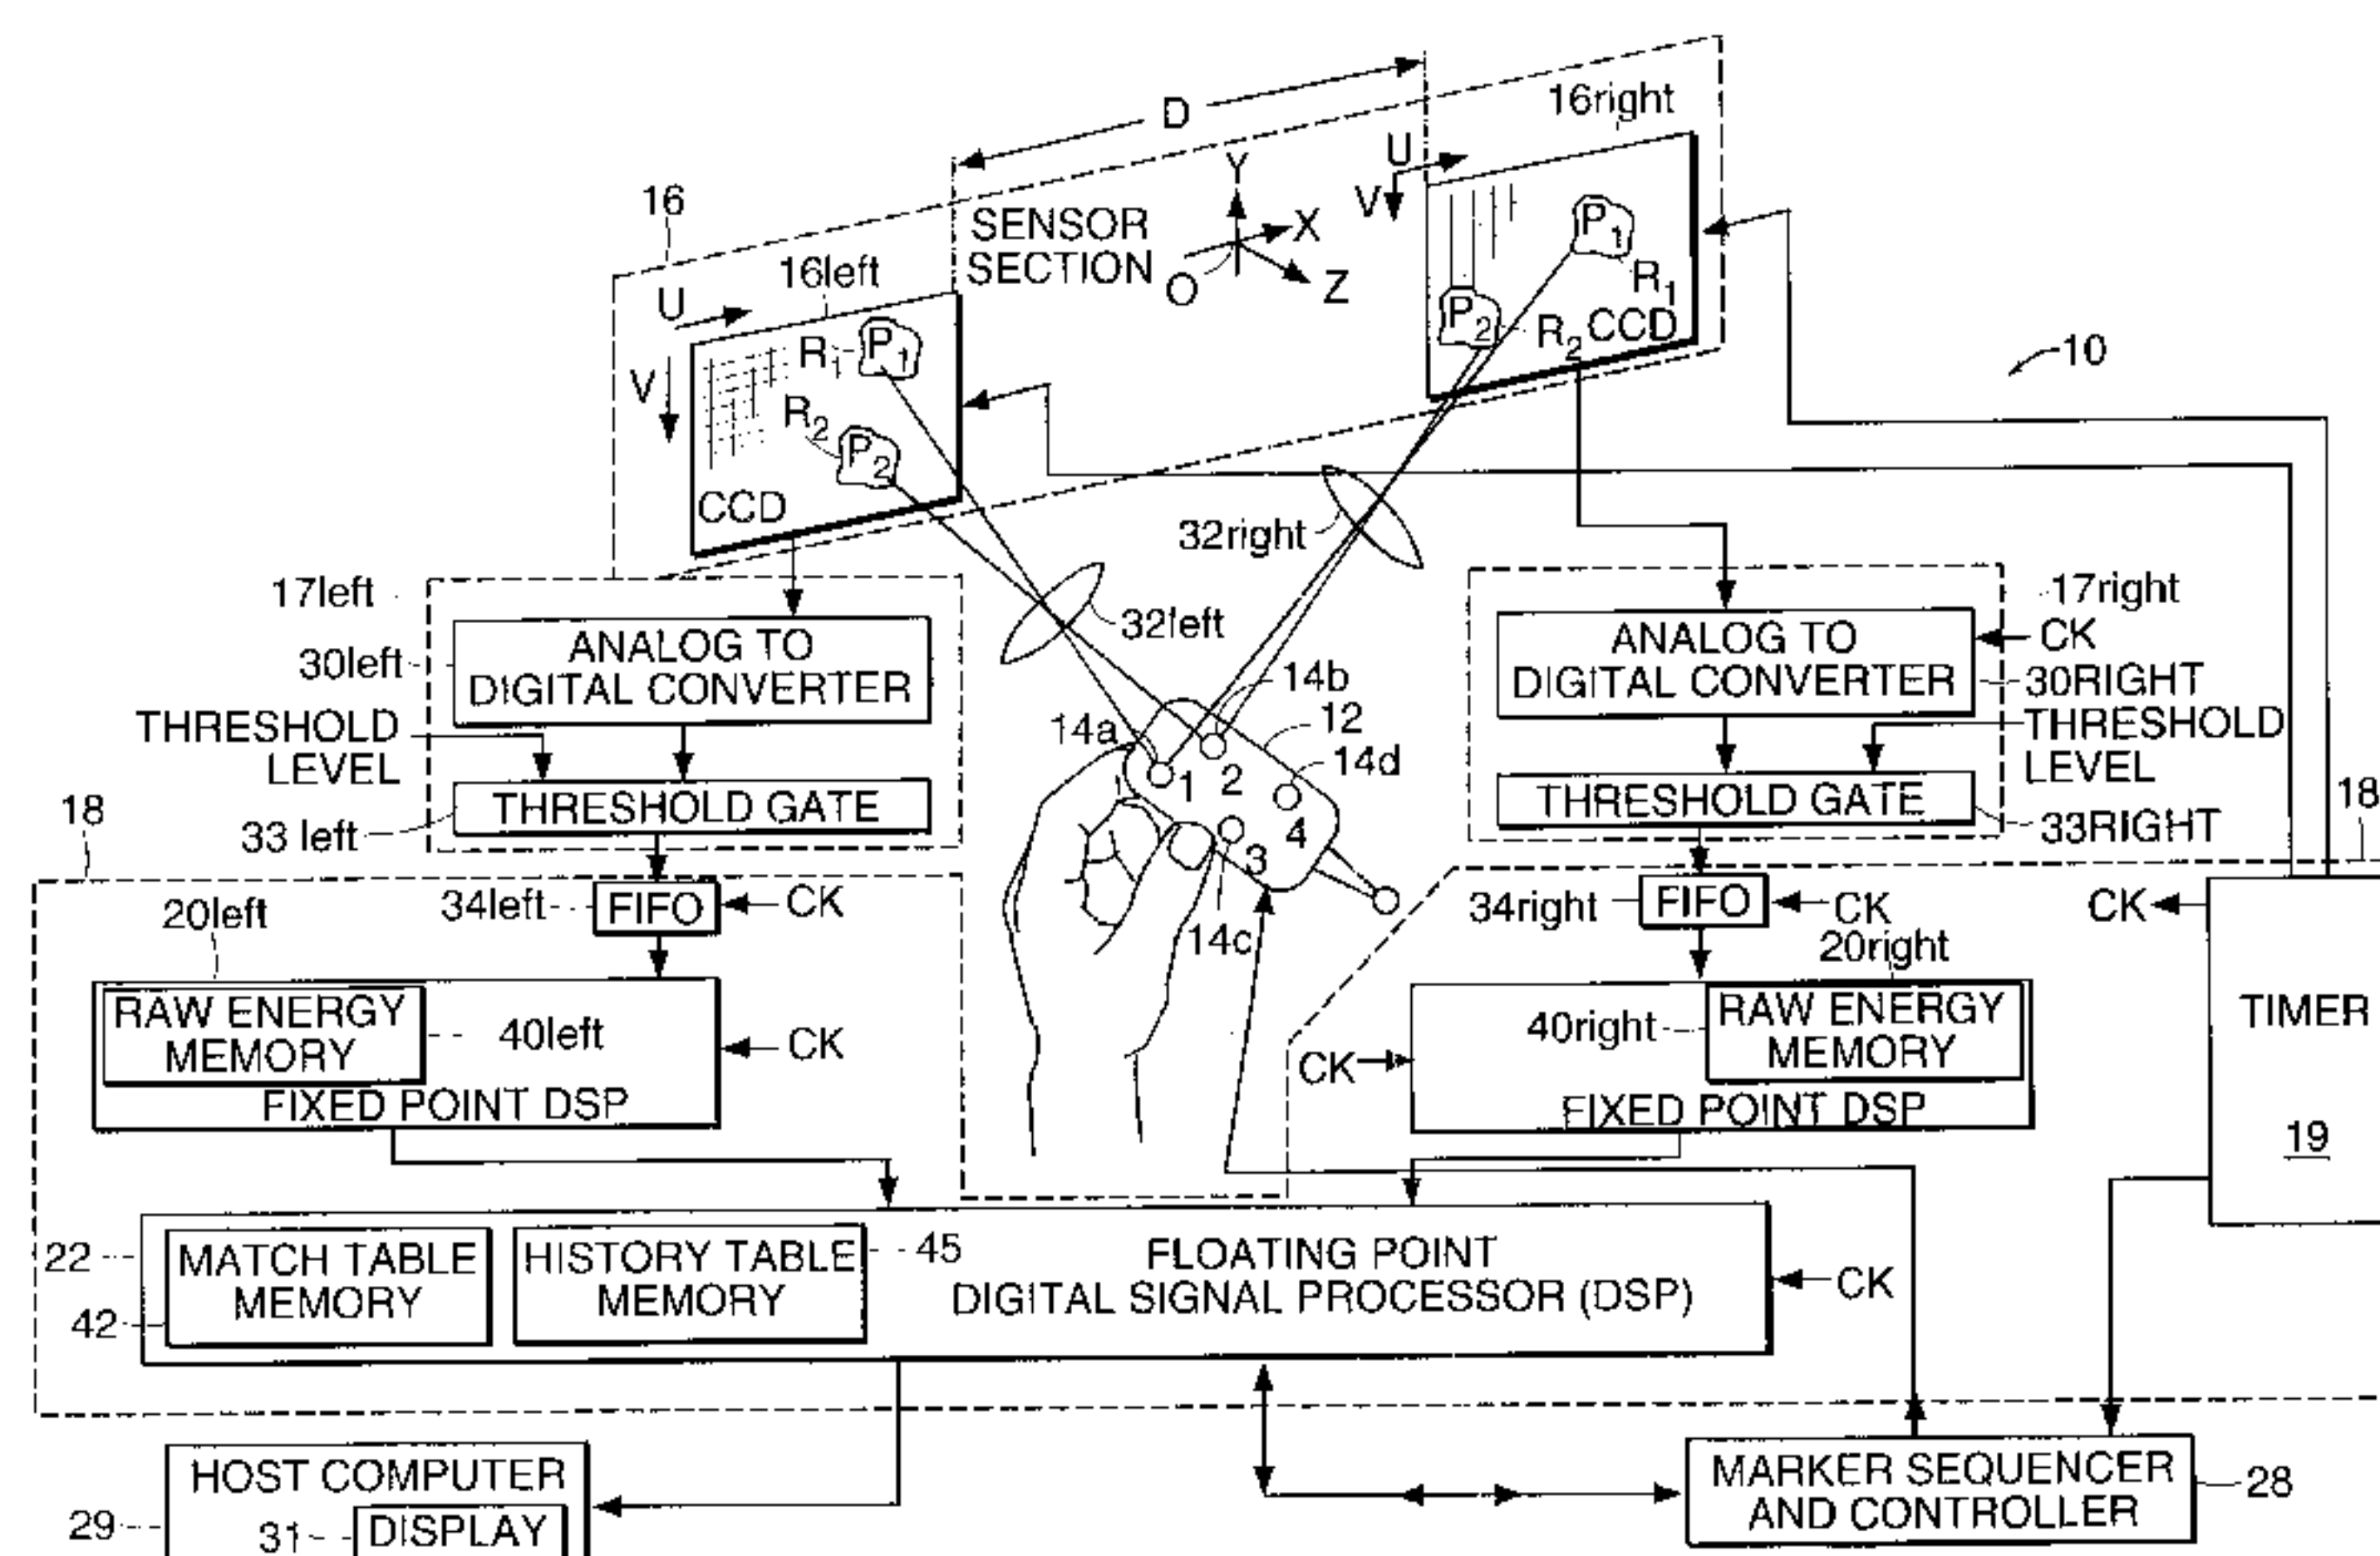 D
16right
U
V
Y
X
Z
O
SENSOR
SECTION
16
16left
U
V
P1
R1
P2
R2
CCD
P1
R1
P2
R2
CCD
10
32right
32left
17left
17right
ANALOG TO
DIGITAL CONVERTER
30left
ANALOG TO
DIGITAL CONVERTER
CK
30RIGHT
THRESHOLD
LEVEL
THRESHOLD
LEVEL
14a
14b
12
14d
1
2
3
4
14c
THRESHOLD GATE
33 left
THRESHOLD GATE
33RIGHT
18
18
34left
FIFO
CK
34right
FIFO
CK
CK
20left
20right
RAW ENERGY
MEMORY
40left
FIXED POINT DSP
CK
CK
40right
RAW ENERGY
MEMORY
FIXED POINT DSP
TIMER
19
22
MATCH TABLE
MEMORY
42
HISTORY TABLE
MEMORY
45
FLOATING POINT
DIGITAL SIGNAL PROCESSOR (DSP)
CK
HOST COMPUTER
29
31
DISPLAY
MARKER SEQUENCER
AND CONTROLLER
28